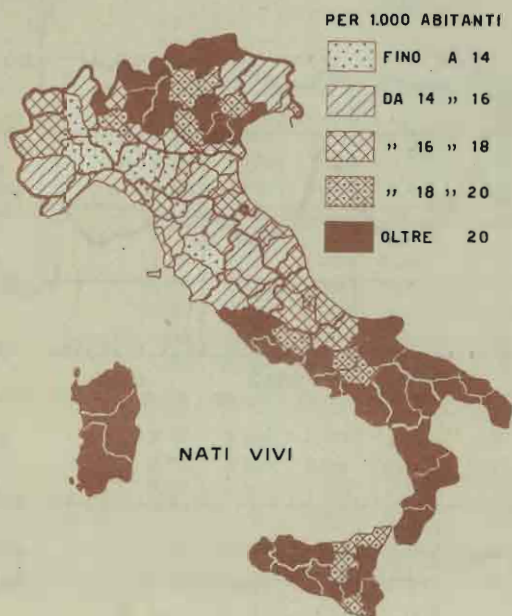 PER 1.000 ABITANTI
FINO A 14
DA 14 ,, 16
,, 16 ,, 18
,, 18 ,, 20
OLTRE 20
NATI VIVI